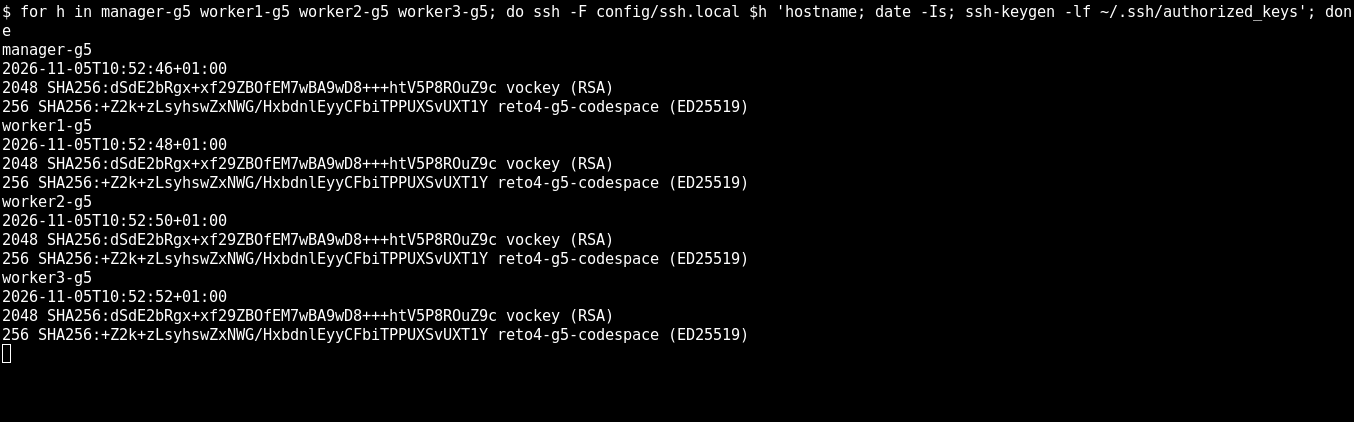 $ for h in manager-g5 worker1-g5 worker2-g5 worker3-g5; do ssh -F config/ssh.local $h 'hostname; date -Is; ssh-keygen -lf ~/.ssh/authorized_keys'; don
e
manager-g5
2026-11-05T10:52:46+01:00
2048 SHA256:dSdE2bRgx+xf29ZBOfEM7wBA9wD8+++htV5P8ROuZ9c vockey (RSA)
256 SHA256:+Z2k+zLsyhswZxNWG/HxbdnlEyyCFbiTPPUXSvUXT1Y reto4-g5-codespace (ED25519)
worker1-g5
2026-11-05T10:52:48+01:00
2048 SHA256:dSdE2bRgx+xf29ZBOfEM7wBA9wD8+++htV5P8ROuZ9c vockey (RSA)
256 SHA256:+Z2k+zLsyhswZxNWG/HxbdnlEyyCFbiTPPUXSvUXT1Y reto4-g5-codespace (ED25519)
worker2-g5
2026-11-05T10:52:50+01:00
2048 SHA256:dSdE2bRgx+xf29ZBOfEM7wBA9wD8+++htV5P8ROuZ9c vockey (RSA)
256 SHA256:+Z2k+zLsyhswZxNWG/HxbdnlEyyCFbiTPPUXSvUXT1Y reto4-g5-codespace (ED25519)
worker3-g5
2026-11-05T10:52:52+01:00
2048 SHA256:dSdE2bRgx+xf29ZBOfEM7wBA9wD8+++htV5P8ROuZ9c vockey (RSA)
256 SHA256:+Z2k+zLsyhswZxNWG/HxbdnlEyyCFbiTPPUXSvUXT1Y reto4-g5-codespace (ED25519)